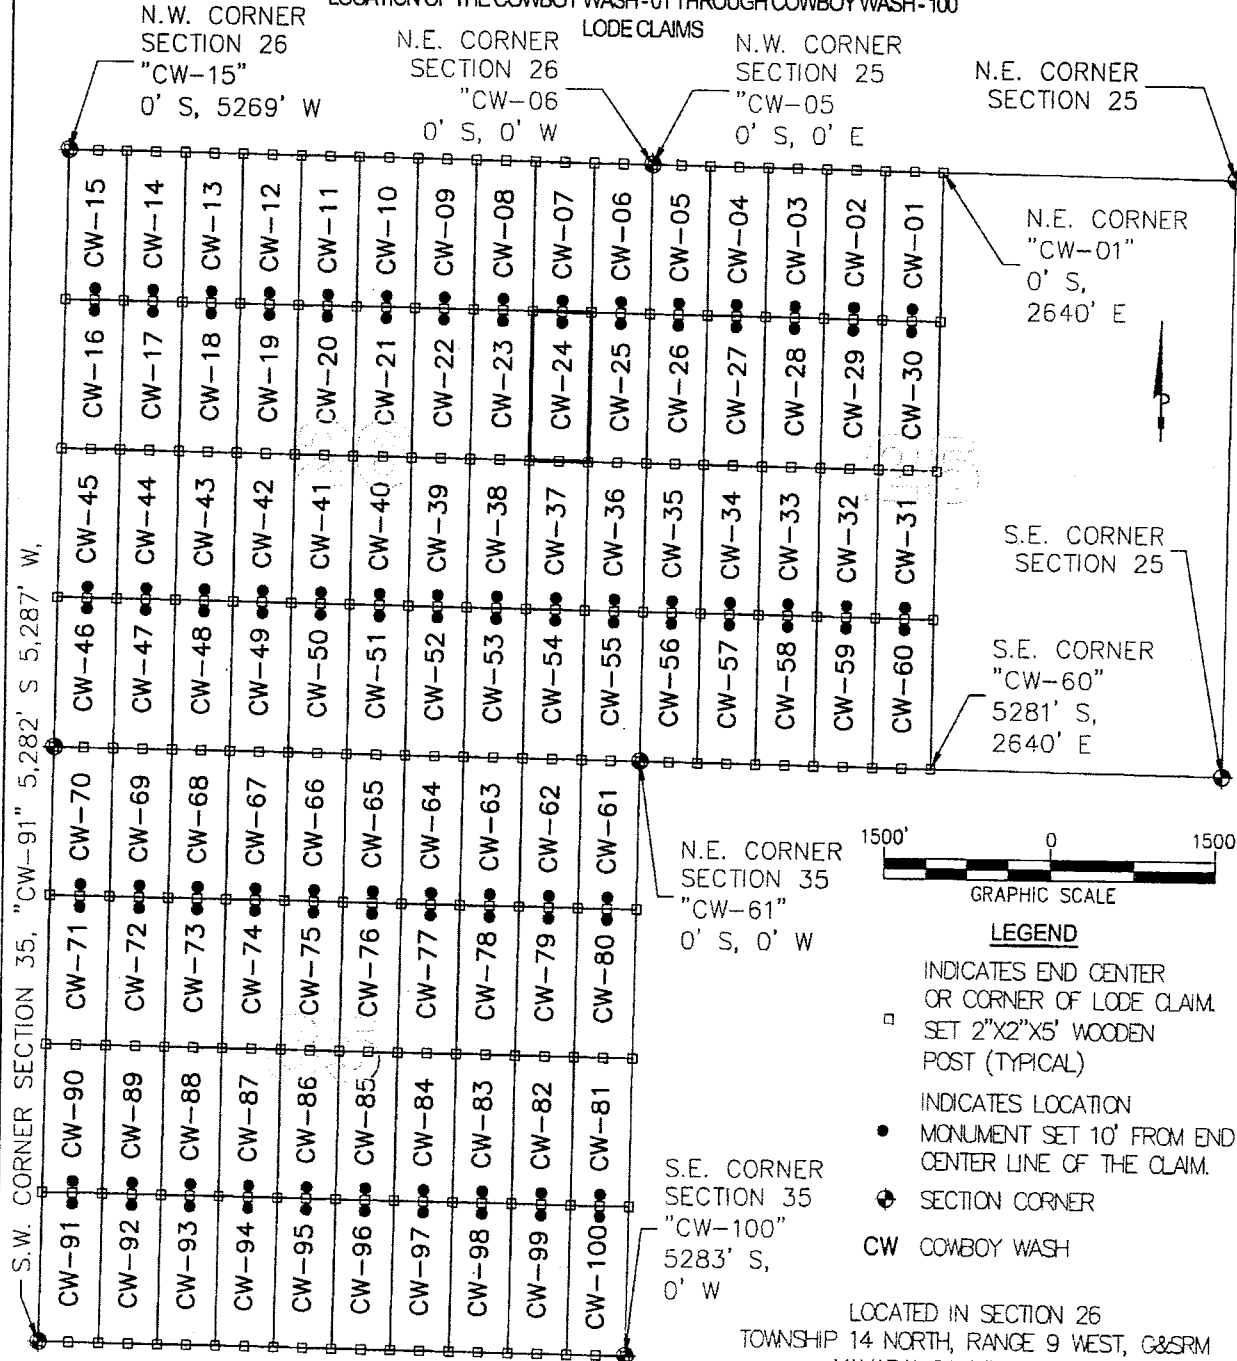 LOCATION OF THE COWBOY WASH-01 THROUGH COWBOY WASH-100
LODE CLAIMS
N.W. CORNER
SECTION 26
"CW-15"
0' S, 5269' W
N.E. CORNER
SECTION 26
"CW-06
0' S, 0' W
N.W. CORNER
SECTION 25
"CW-05
0' S, 0' E
N.E. CORNER
SECTION 25
N.E. CORNER
"CW-01"
0' S,
2640' E
CW-15 CW-14 CW-13 CW-12 CW-11 CW-10 CW-09 CW-08 CW-07 CW-06 CW-05 CW-04 CW-03 CW-02 CW-01
CW-16 CW-17 CW-18 CW-19 CW-20 CW-21 CW-22 CW-23 CW-24 CW-25 CW-26 CW-27 CW-28 CW-29 CW-30
CW-45 CW-44 CW-43 CW-42 CW-41 CW-40 CW-39 CW-38 CW-37 CW-36 CW-35 CW-34 CW-33 CW-32 CW-31
CW-46 CW-47 CW-48 CW-49 CW-50 CW-51 CW-52 CW-53 CW-54 CW-55 CW-56 CW-57 CW-58 CW-59 CW-60
CW-70 CW-69 CW-68 CW-67 CW-66 CW-65 CW-64 CW-63 CW-62 CW-61
CW-71 CW-72 CW-73 CW-74 CW-75 CW-76 CW-77 CW-78 CW-79 CW-80
CW-90 CW-89 CW-88 CW-87 CW-86 CW-85 CW-84 CW-83 CW-82 CW-81
CW-91 CW-92 CW-93 CW-94 CW-95 CW-96 CW-97 CW-98 CW-99 CW-100
S.W. CORNER SECTION 35, "CW-91" 5,282' S 5,287' W,
S.E. CORNER
SECTION 25
S.E. CORNER
"CW-60"
5281' S,
2640' E
N.E. CORNER
SECTION 35
"CW-61"
0' S, 0' W
S.E. CORNER
SECTION 35
"CW-100"
5283' S,
0' W
1500' 0 1500
GRAPHIC SCALE
LEGEND
INDICATES END CENTER
OR CORNER OF LODE CLAIM.
SET 2"X2"X5' WOODEN
POST (TYPICAL)
INDICATES LOCATION
MONUMENT SET 10' FROM END
CENTER LINE OF THE CLAIM.
SECTION CORNER
CW COWBOY WASH
LOCATED IN SECTION 26
TOWNSHIP 14 NORTH, RANGE 9 WEST, G&SRM